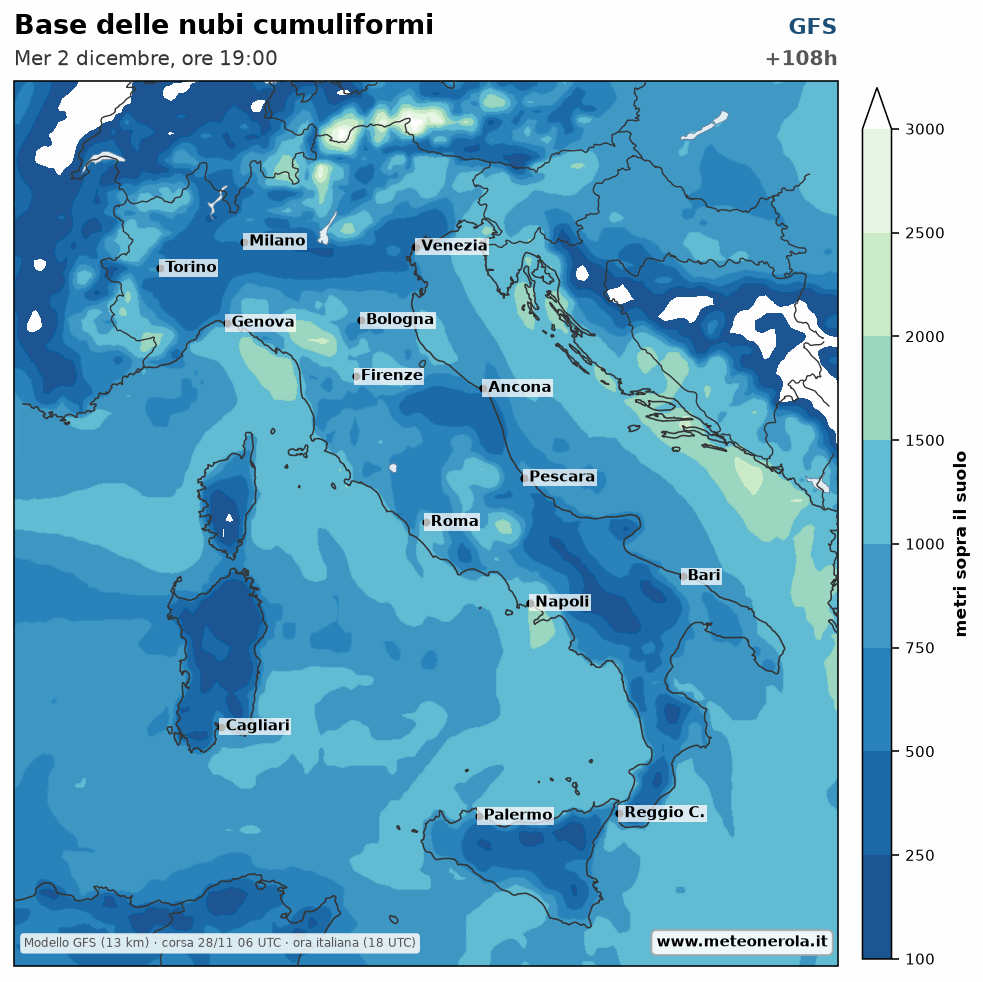 Base delle nubi cumuliformi
GFS
Mer 2 dicembre, ore 19:00
+108h
3000
2500
2000
1500
1000
750
500
250
100
metri sopra il suolo
Milano
Venezia
Torino
Genova
Bologna
Firenze
Ancona
Pescara
Roma
Bari
Napoli
Cagliari
Palermo
Reggio C.
Modello GFS (13 km) · corsa 28/11 06 UTC · ora italiana (18 UTC)
www.meteonerola.it